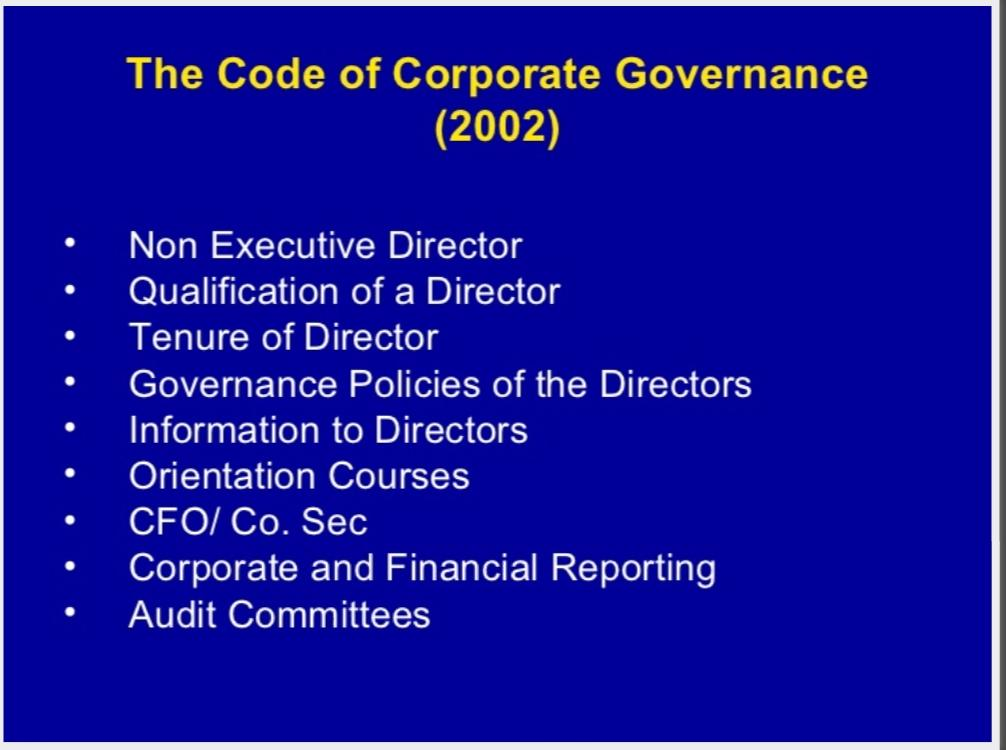 The Code of Corporate Governance
(2002)
• Non Executive Director
• Qualification of a Director
• Tenure of Director
• Governance Policies of the Directors
• Information to Directors
• Orientation Courses
• CFO/ Co. Sec
• Corporate and Financial Reporting
• Audit Committees